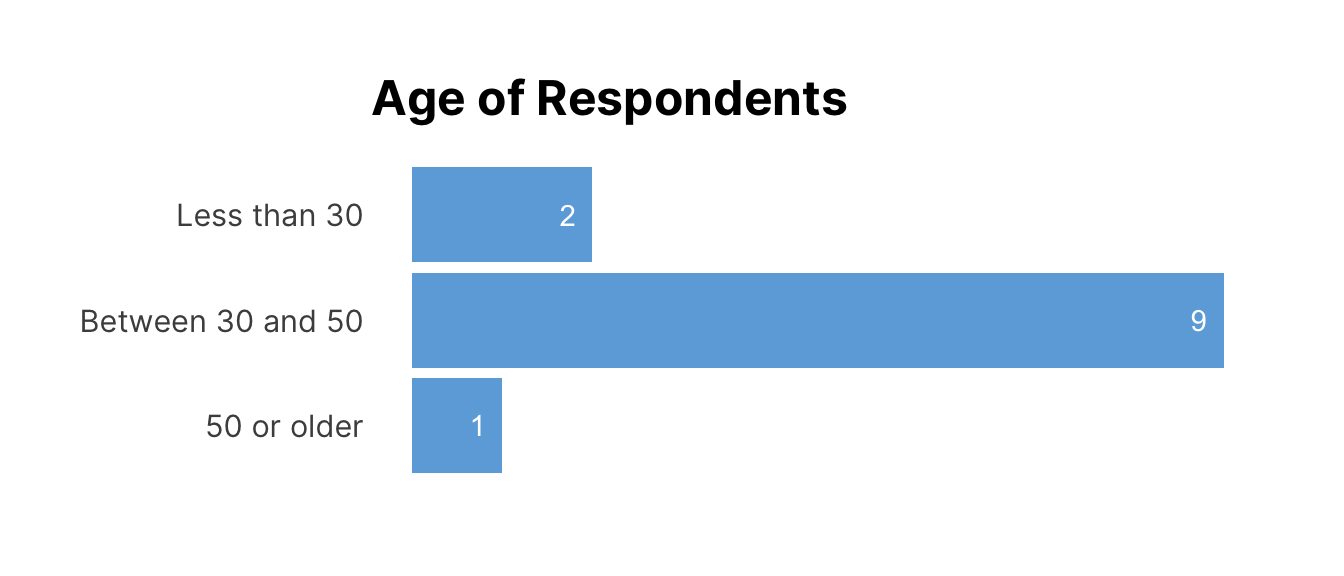 Age of Respondents
Less than 30 2
Between 30 and 50 9
50 or older 1